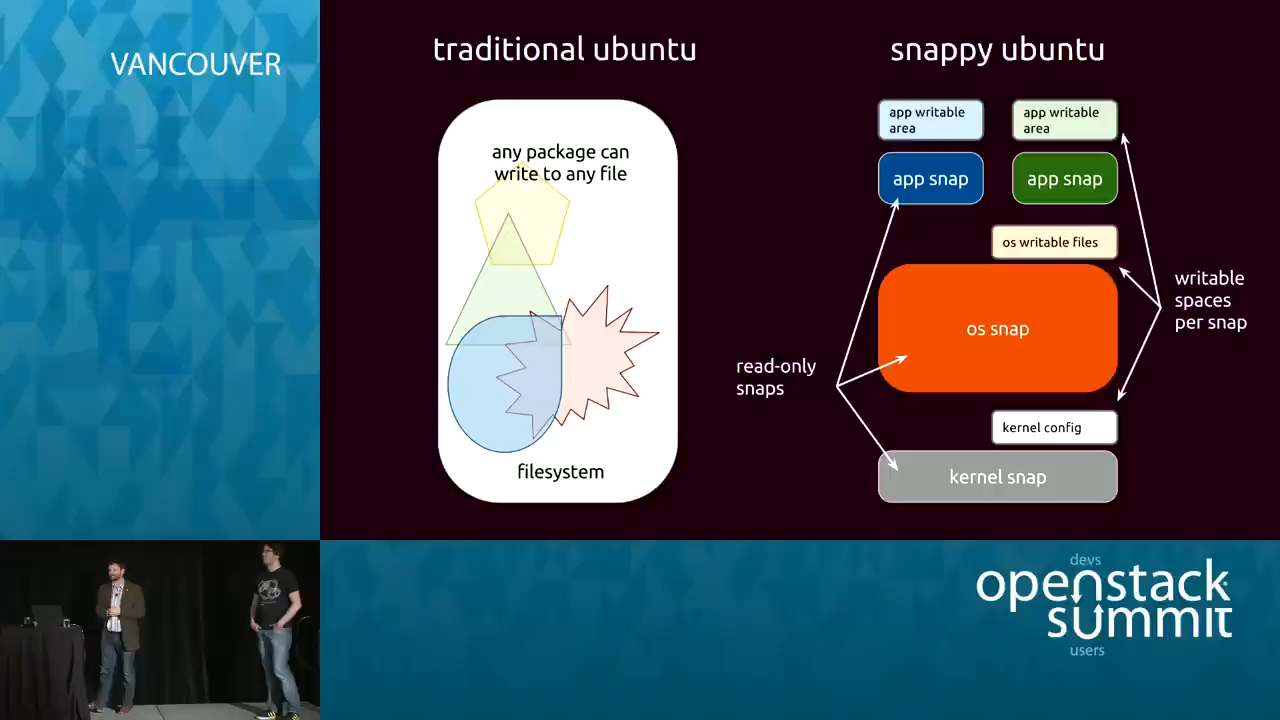 VANCOUVER
traditional ubuntu
any package can
write to any file
filesystem
snappy ubuntu
app writable
area
app writable
area
app snap
app snap
os writable files
os snap
writable
spaces
per snap
read-only
snaps
kernel config
kernel snap
devs
openstack
summit
users